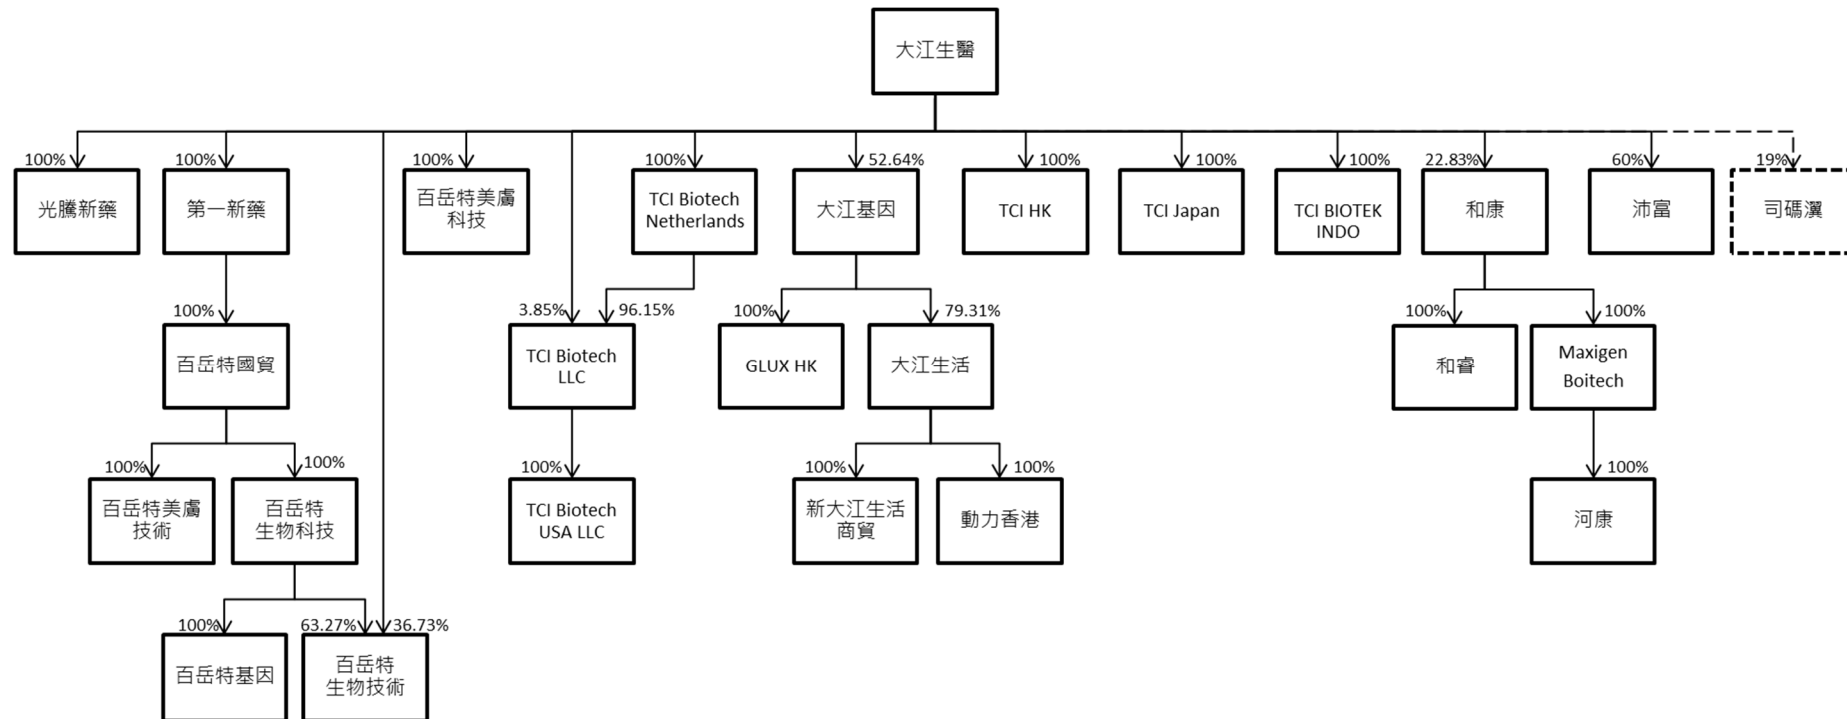 大江生醫
100%
100%
100%
100%
52.64%
100%
100%
100%
22.83%
60%
19%
光騰新藥
第一新藥
百岳特美膚
科技
TCI Biotech
Netherlands
大江基因
TCI HK
TCI Japan
TCI BIOTEK
INDO
和康
沛富
司碼瀷
100%
3.85%
96.15%
100%
79.31%
100%
100%
百岳特國貿
TCI Biotech
LLC
GLUX HK
大江生活
和睿
Maxigen
Boitech
100%
100%
100%
100%
100%
100%
百岳特美膚
技術
百岳特
生物科技
TCI Biotech
USA LLC
新大江生活
商貿
動力香港
河康
100%
63.27%
36.73%
百岳特基因
百岳特
生物技術